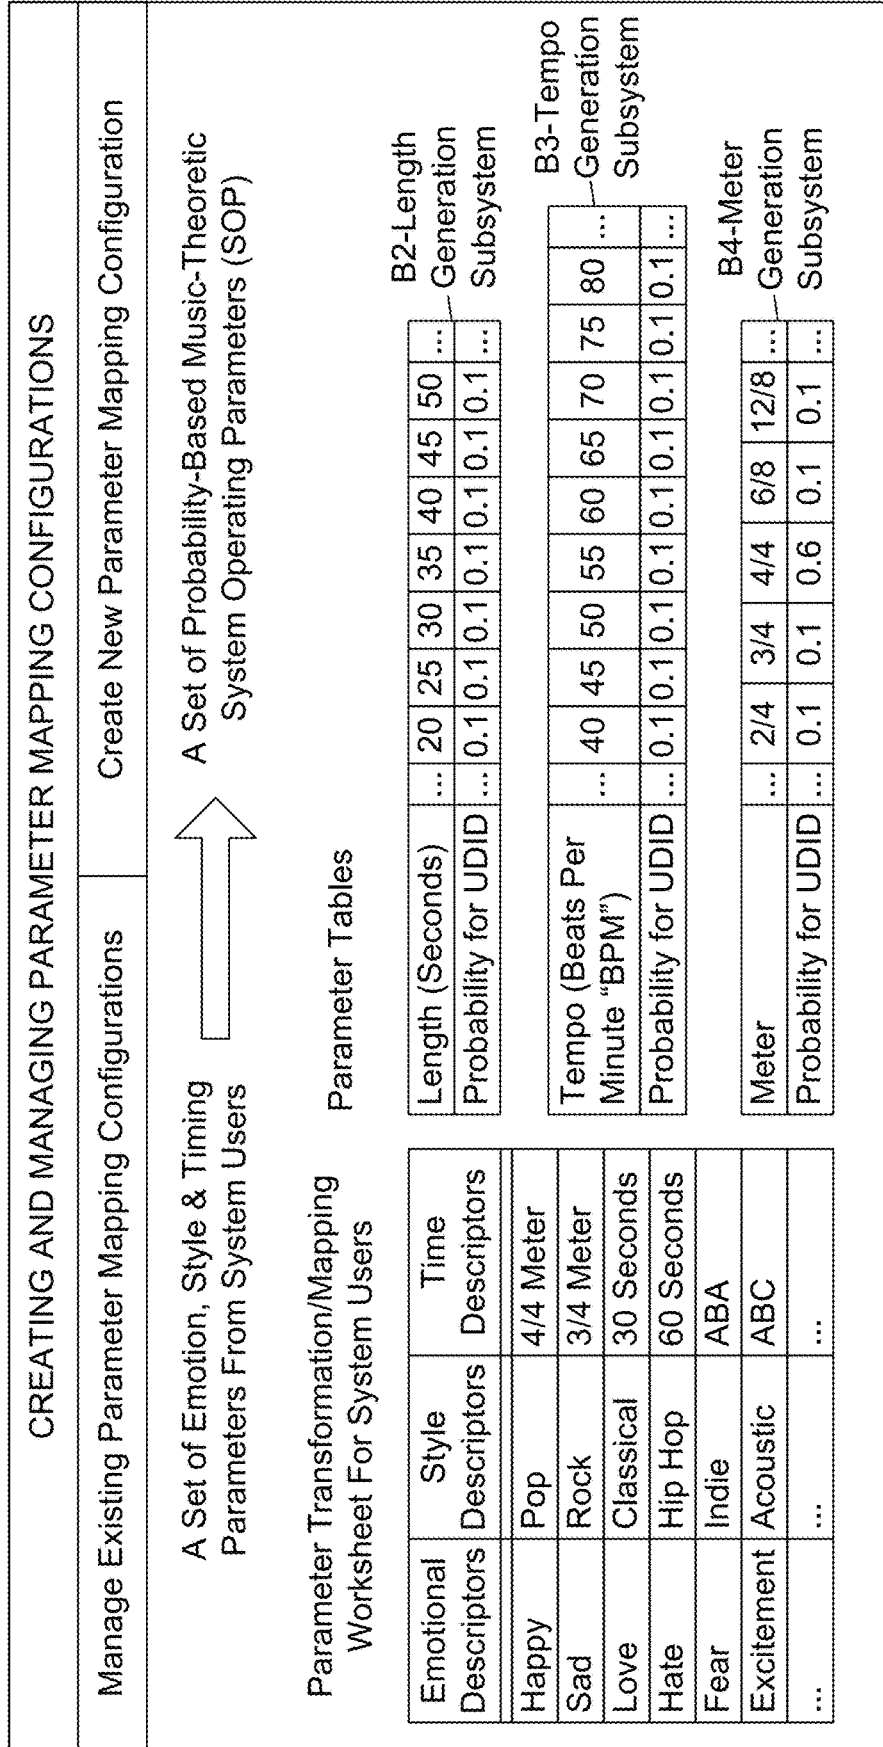 CREATING AND MANAGING PARAMETER MAPPING CONFIGURATIONS
Manage Existing Parameter Mapping Configurations
Create New Parameter Mapping Configuration
A Set of Emotion, Style & Timing
Parameters From System Users
A Set of Probability-Based Music-Theoretic
System Operating Parameters (SOP)
Parameter Transformation/Mapping
Worksheet For System Users
Emotional Descriptors Style Descriptors Time Descriptors
Happy Pop 4/4 Meter
Sad Rock 3/4 Meter
Love Classical 30 Seconds
Hate Hip Hop 60 Seconds
Fear Indie ABA
Excitement Acoustic ABC
... ... ...
Parameter Tables
Length (Seconds) ... 20 25 30 35 40 45 50 ...
Probability for UDID ... 0.1 0.1 0.1 0.1 0.1 0.1 0.1 ...
B2-Length
Generation
Subsystem
Tempo (Beats Per
Minute “BPM”) ... 40 45 50 55 60 65 70 75 80 ...
Probability for UDID ... 0.1 0.1 0.1 0.1 0.1 0.1 0.1 0.1 0.1 ...
B3-Tempo
Generation
Subsystem
Meter ... 2/4 3/4 4/4 6/8 12/8 ...
Probability for UDID ... 0.1 0.1 0.6 0.1 0.1 ...
B4-Meter
Generation
Subsystem